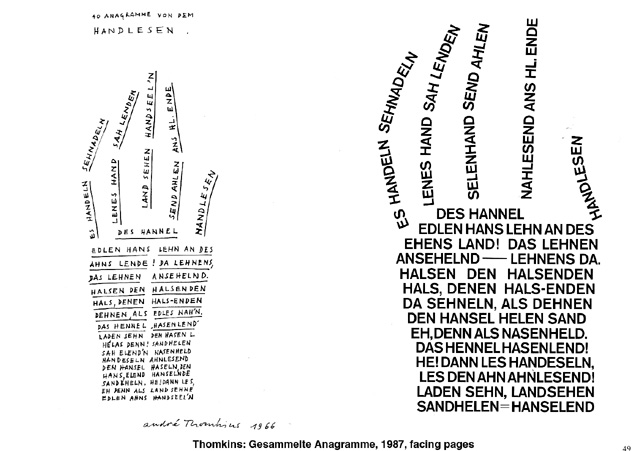 40 ANAGRAMME VON DEM
HANDLESEN.
ES HANDELN SEHNADELN
LENES HAND SAH LENDEN
LAND SEHEN HANDSEEL'N
SEND AHLEN ANS HL. ENDE
HANDLESEN
DES HANNEL
EDLEN HANS LEHN AN DES
AHNS LENDE! DA LEHNENS,
DAS LEHNEN ANSEHELND.
HALSEN DEN HALSENDEN
HALS, DENEN HALS-ENDEN
DEHNEN, ALS EDLES NAH'N,
DAS HENNEL, HASENLEND'
LADEN SEHN DEN HASEN L.
HÉLAS DENN! SANDHELEN
SAH ELEND'N NASENHELD
HANDESELN AHNLESEND
DEN HANSEL HASELN, DEN
HANS, ELEND HANSELNDE
SANDEHELN. HE! DANN LES,
EH DENN ALS LAND SEHNE
EDLEN AHNS HANDSEEL'N
andré Thomkins 1966
ES HANDELN SEHNADELN
LENES HAND SAH LENDEN
SELENHAND SEND AHLEN
NAHLESEND ANS HL. ENDE
HANDLESEN
DES HANNEL
EDLEN HANS LEHN AN DES
EHENS LAND! DAS LEHNEN
ANSEHELND — LEHNENS DA.
HALSEN DEN HALSENDEN
HALS, DENEN HALS-ENDEN
DA SEHNELN, ALS DEHNEN
DEN HANSEL HELEN SAND
EH, DENN ALS NASENHELD.
DAS HENNEL HASENLEND!
HE! DANN LES HANDESELN,
LES DEN AHN AHNLESEND!
LADEN SEHN, LANDSEHEN
SANDHELEN=HANSELEND
Thomkins: Gesammelte Anagramme, 1987, facing pages
49